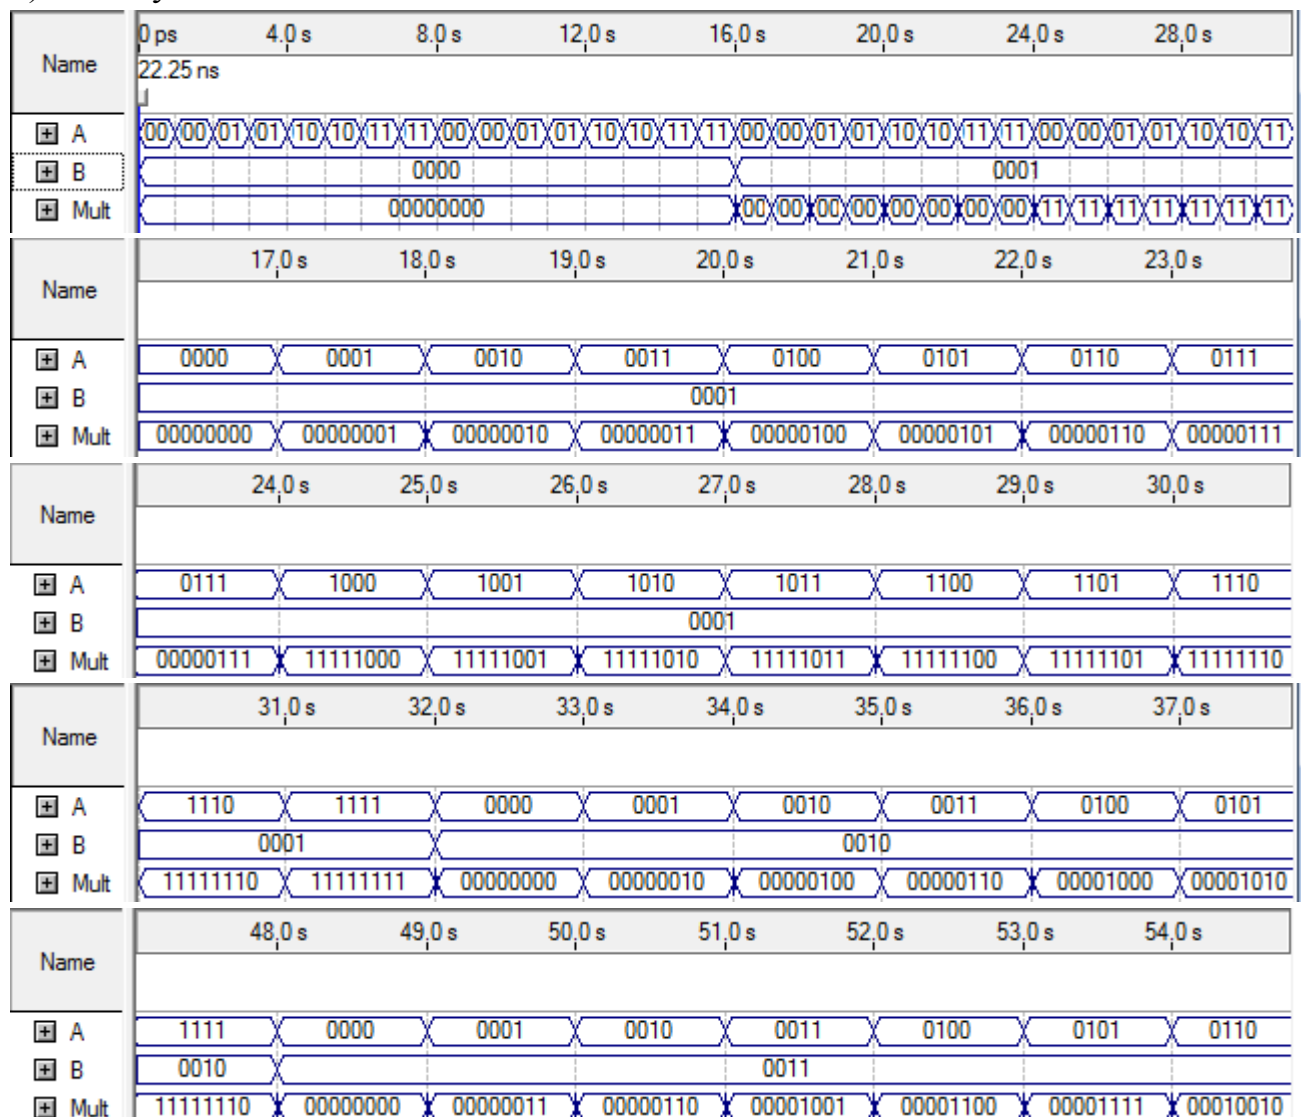 0 ps 4.0 s 8.0 s 12.0 s 16.0 s 20.0 s 24.0 s 28.0 s
Name
22.25 ns
A 00 00 01 01 10 10 11 11 00 00 01 01 10 10 11 11 00 00 01 01 10 10 11 11 00 00 01 01 10 10 11
B 0000 0001
Mult 00000000 00 00 00 00 00 00 00 00 11 11 11 11 11 11 11
17.0 s 18.0 s 19.0 s 20.0 s 21.0 s 22.0 s 23.0 s
Name
A 0000 0001 0010 0011 0100 0101 0110 0111
B 0001
Mult 00000000 00000001 00000010 00000011 00000100 00000101 00000110 00000111
24.0 s 25.0 s 26.0 s 27.0 s 28.0 s 29.0 s 30.0 s
Name
A 0111 1000 1001 1010 1011 1100 1101 1110
B 0001
Mult 00000111 11111000 11111001 11111010 11111011 11111100 11111101 11111110
31.0 s 32.0 s 33.0 s 34.0 s 35.0 s 36.0 s 37.0 s
Name
A 1110 1111 0000 0001 0010 0011 0100 0101
B 0001 0010
Mult 11111110 11111111 00000000 00000010 00000100 00000110 00001000 00001010
48.0 s 49.0 s 50.0 s 51.0 s 52.0 s 53.0 s 54.0 s
Name
A 1111 0000 0001 0010 0011 0100 0101 0110
B 0010 0011
Mult 11111110 00000000 00000011 00000110 00001001 00001100 00001111 00010010